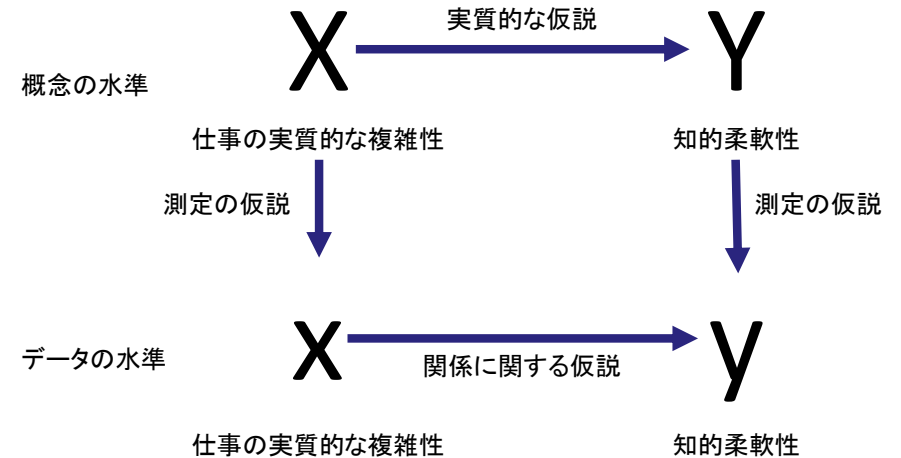 実質的な仮説
X
Y
概念の水準
仕事の実質的な複雑性
知的柔軟性
測定の仮説
測定の仮説
x
y
データの水準
関係に関する仮説
仕事の実質的な複雑性
知的柔軟性